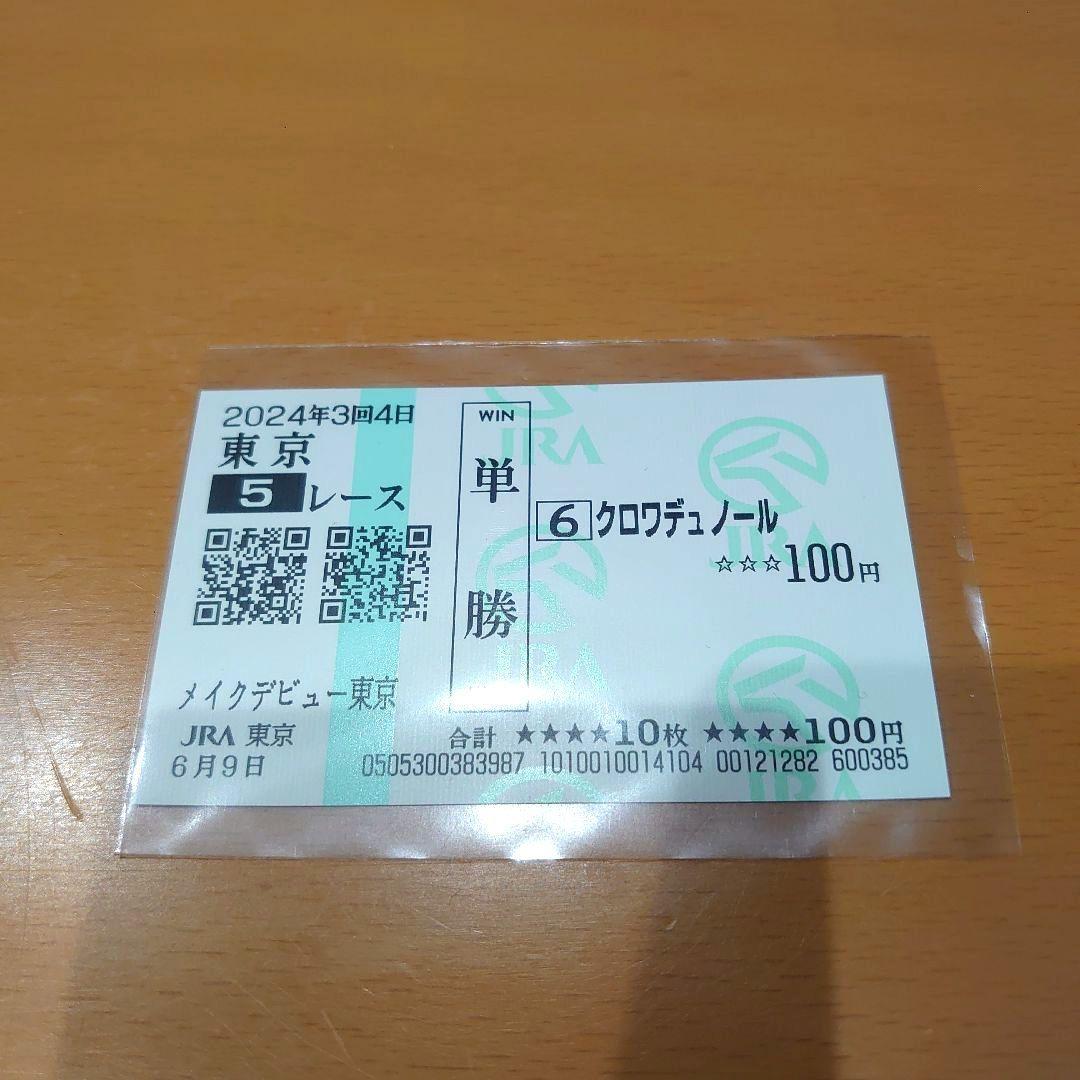 2024年3回4日
東京
5レース
メイクデビュー東京
JRA 東京
6月9日
WIN
単勝
6 クロワデュノール
☆☆☆100円
合計 ★★★★10枚 ★★★★100円
0505300383987 1010010014104 00121282 600385
JRA
JRA
JRA
JRA